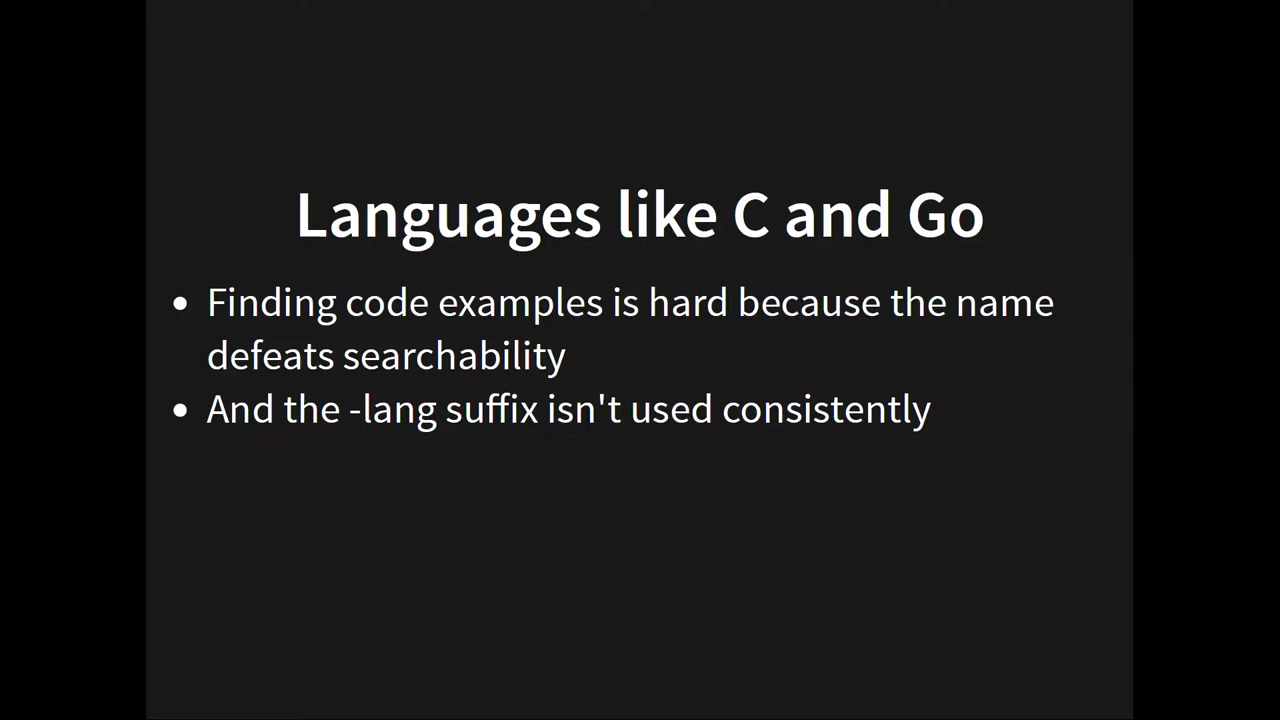 Languages like C and Go
• Finding code examples is hard because the name
defeats searchability
• And the -lang suffix isn't used consistently